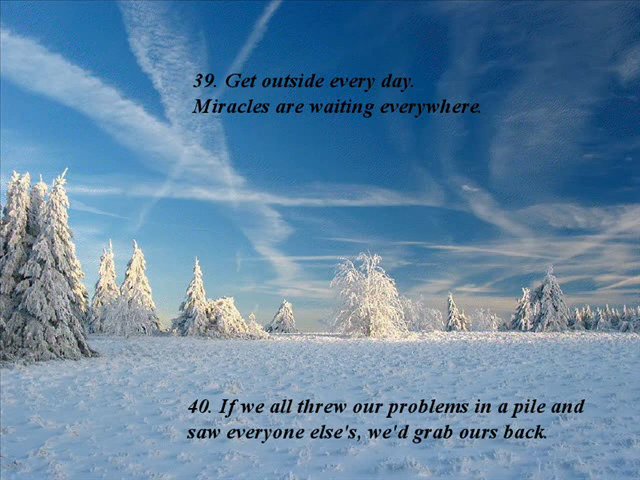 39. Get outside every day.
Miracles are waiting everywhere.
40. If we all threw our problems in a pile and
saw everyone else's, we'd grab ours back.